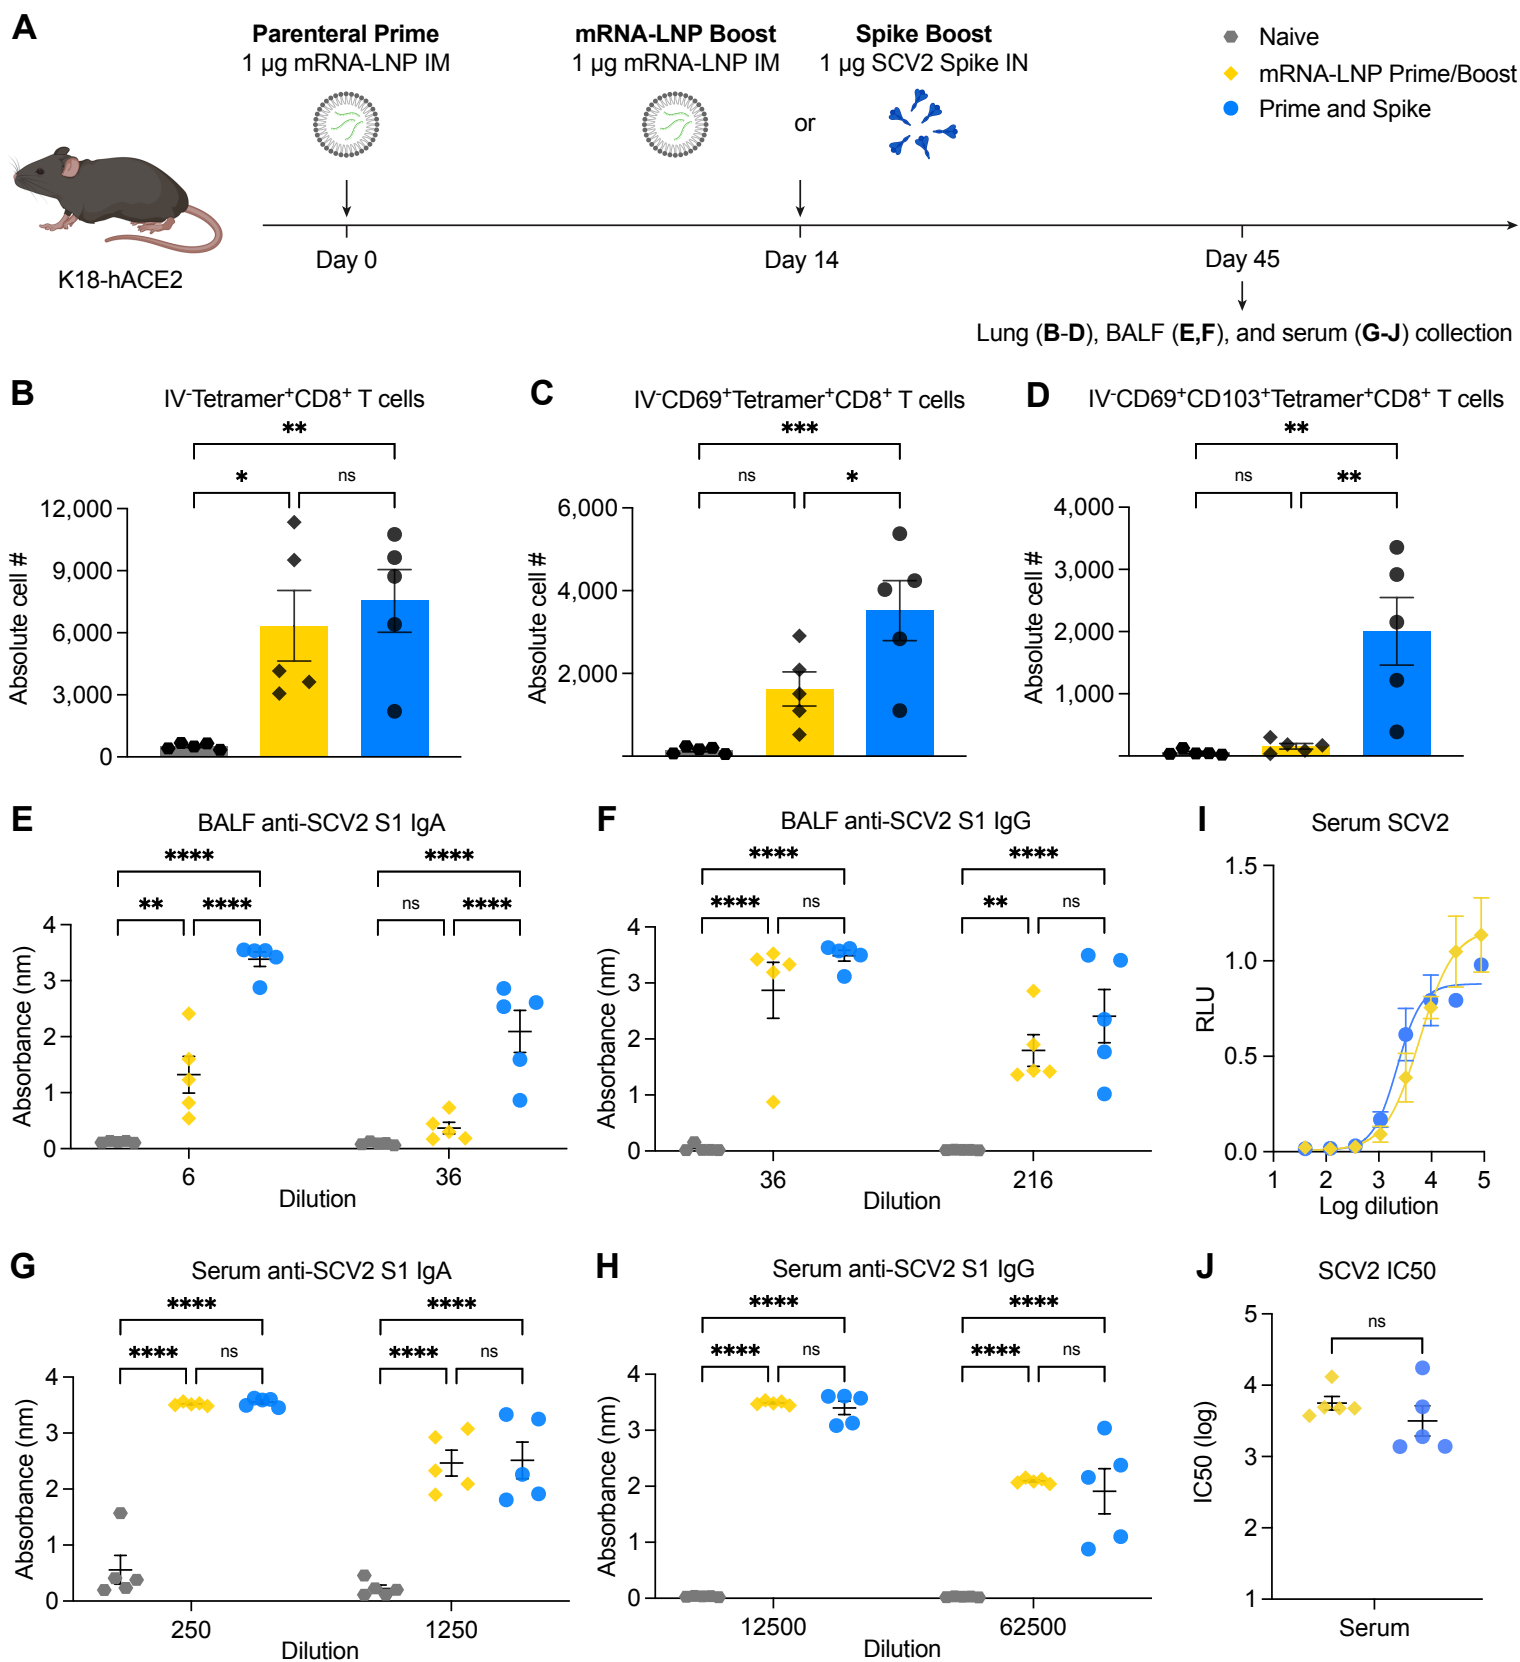 A
Parenteral Prime
1 µg mRNA-LNP IM
mRNA-LNP Boost
1 µg mRNA-LNP IM
or
Spike Boost
1 µg SCV2 Spike IN
Naive
mRNA-LNP Prime/Boost
Prime and Spike
K18-hACE2
Day 0
Day 14
Day 45
Lung (B-D), BALF (E,F), and serum (G-J) collection
B
IV⁻Tetramer⁺CD8⁺ T cells
**
*
ns
Absolute cell #
12,000
9,000
6,000
3,000
0
C
IV⁻CD69⁺Tetramer⁺CD8⁺ T cells
***
ns
*
Absolute cell #
6,000
4,000
2,000
D
IV⁻CD69⁺CD103⁺Tetramer⁺CD8⁺ T cells
**
ns
**
Absolute cell #
4,000
3,000
2,000
1,000
E
BALF anti-SCV2 S1 IgA
****
****
**
****
ns
****
Absorbance (nm)
4
3
2
1
0
6
36
Dilution
F
BALF anti-SCV2 S1 IgG
****
****
****
ns
**
ns
Absorbance (nm)
4
3
2
1
0
36
216
Dilution
I
Serum SCV2
RLU
1.5
1.0
0.5
0.0
1 2 3 4 5
Log dilution
G
Serum anti-SCV2 S1 IgA
****
****
****
ns
****
ns
Absorbance (nm)
4
3
2
1
0
250
1250
Dilution
H
Serum anti-SCV2 S1 IgG
****
****
****
ns
****
ns
Absorbance (nm)
4
3
2
1
0
12500
62500
Dilution
J
SCV2 IC50
ns
IC50 (log)
5
4
3
2
1
Serum